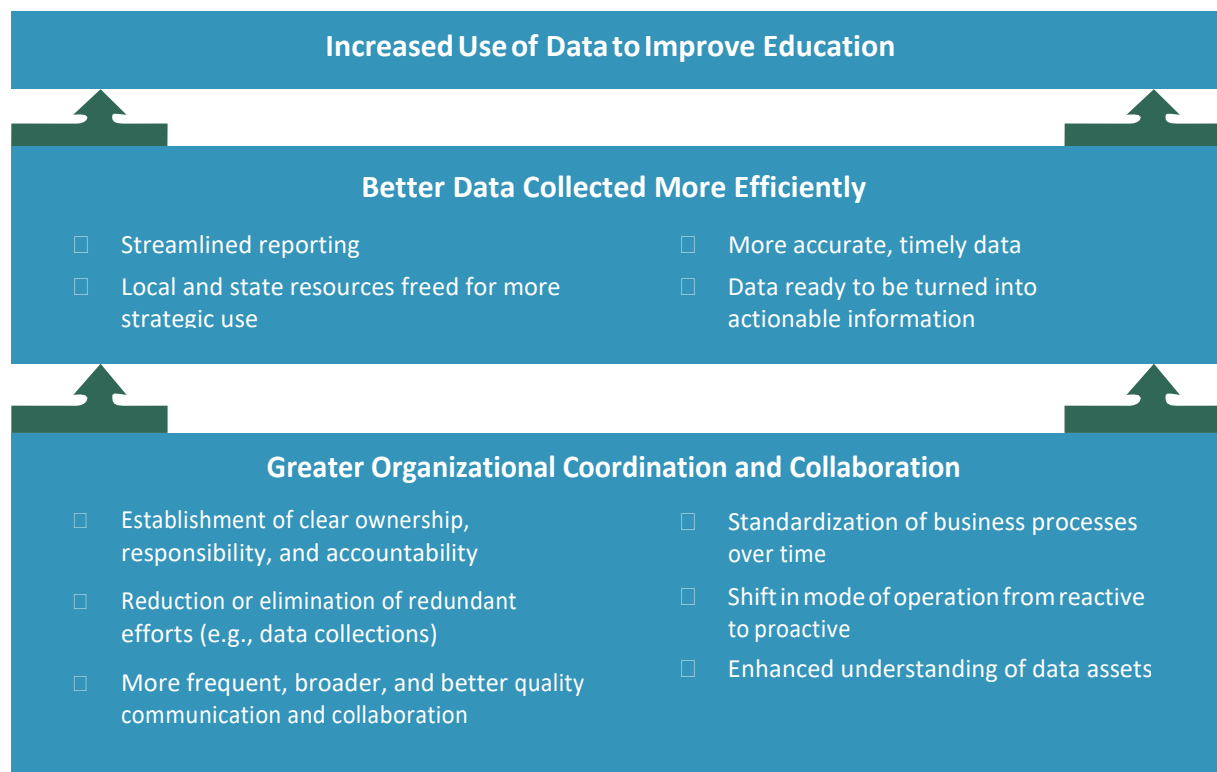 Increased Use of Data to Improve Education
Better Data Collected More Efficiently
Streamlined reporting
Local and state resources freed for more
strategic use
More accurate, timely data
Data ready to be turned into
actionable information
Greater Organizational Coordination and Collaboration
Establishment of clear ownership,
responsibility, and accountability
Reduction or elimination of redundant
efforts (e.g., data collections)
More frequent, broader, and better quality
communication and collaboration
Standardization of business processes
over time
Shift in mode of operation from reactive
to proactive
Enhanced understanding of data assets